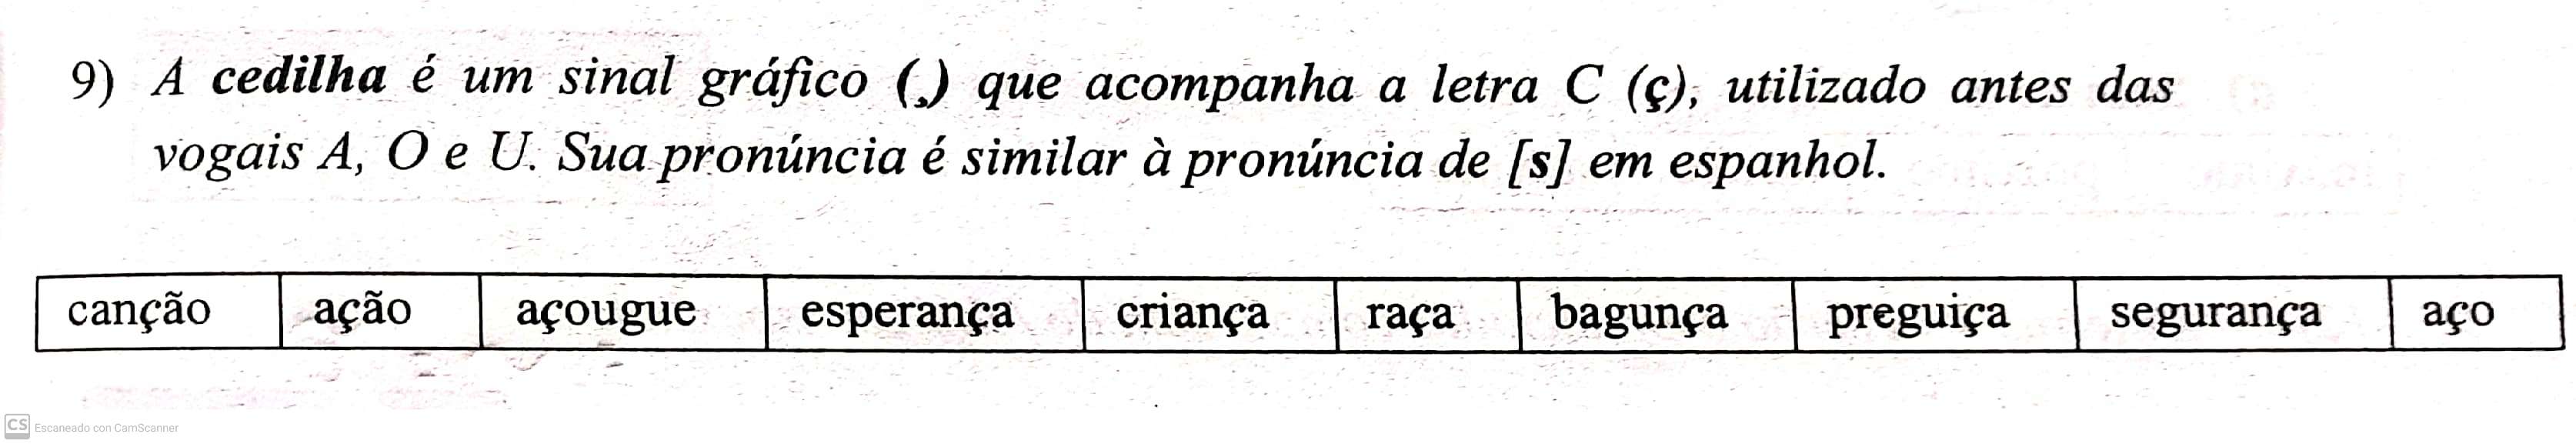 9) A cedilha é um sinal gráfico (¸) que acompanha a letra C (ç), utilizado antes das
vogais A, O e U. Sua pronúncia é similar à pronúncia de [s] em espanhol.
canção ação açougue esperança criança raça bagunça preguiça segurança aço
CS Escaneado con CamScanner